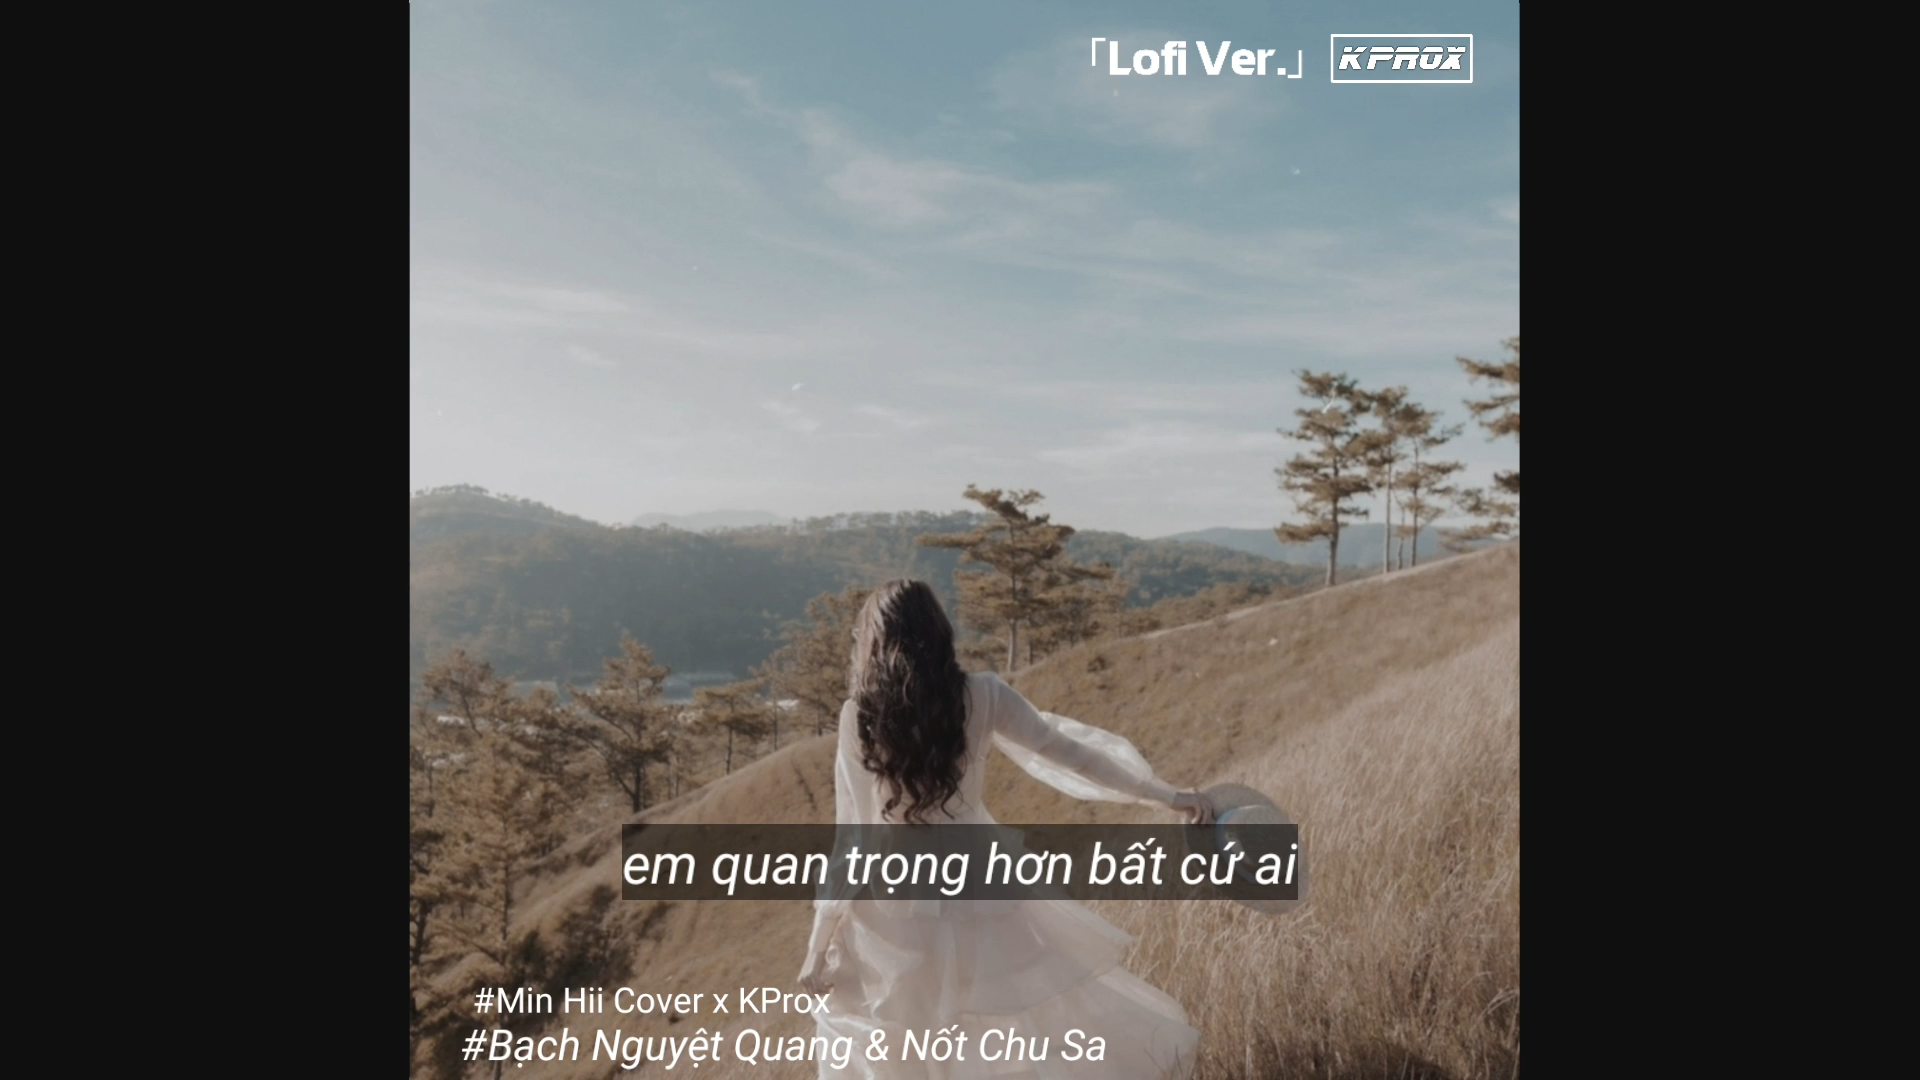 「Lofi Ver.」 KPROX
em quan trọng hơn bất cứ ai
#Min Hii Cover x KProx
#Bạch Nguyệt Quang & Nốt Chu Sa